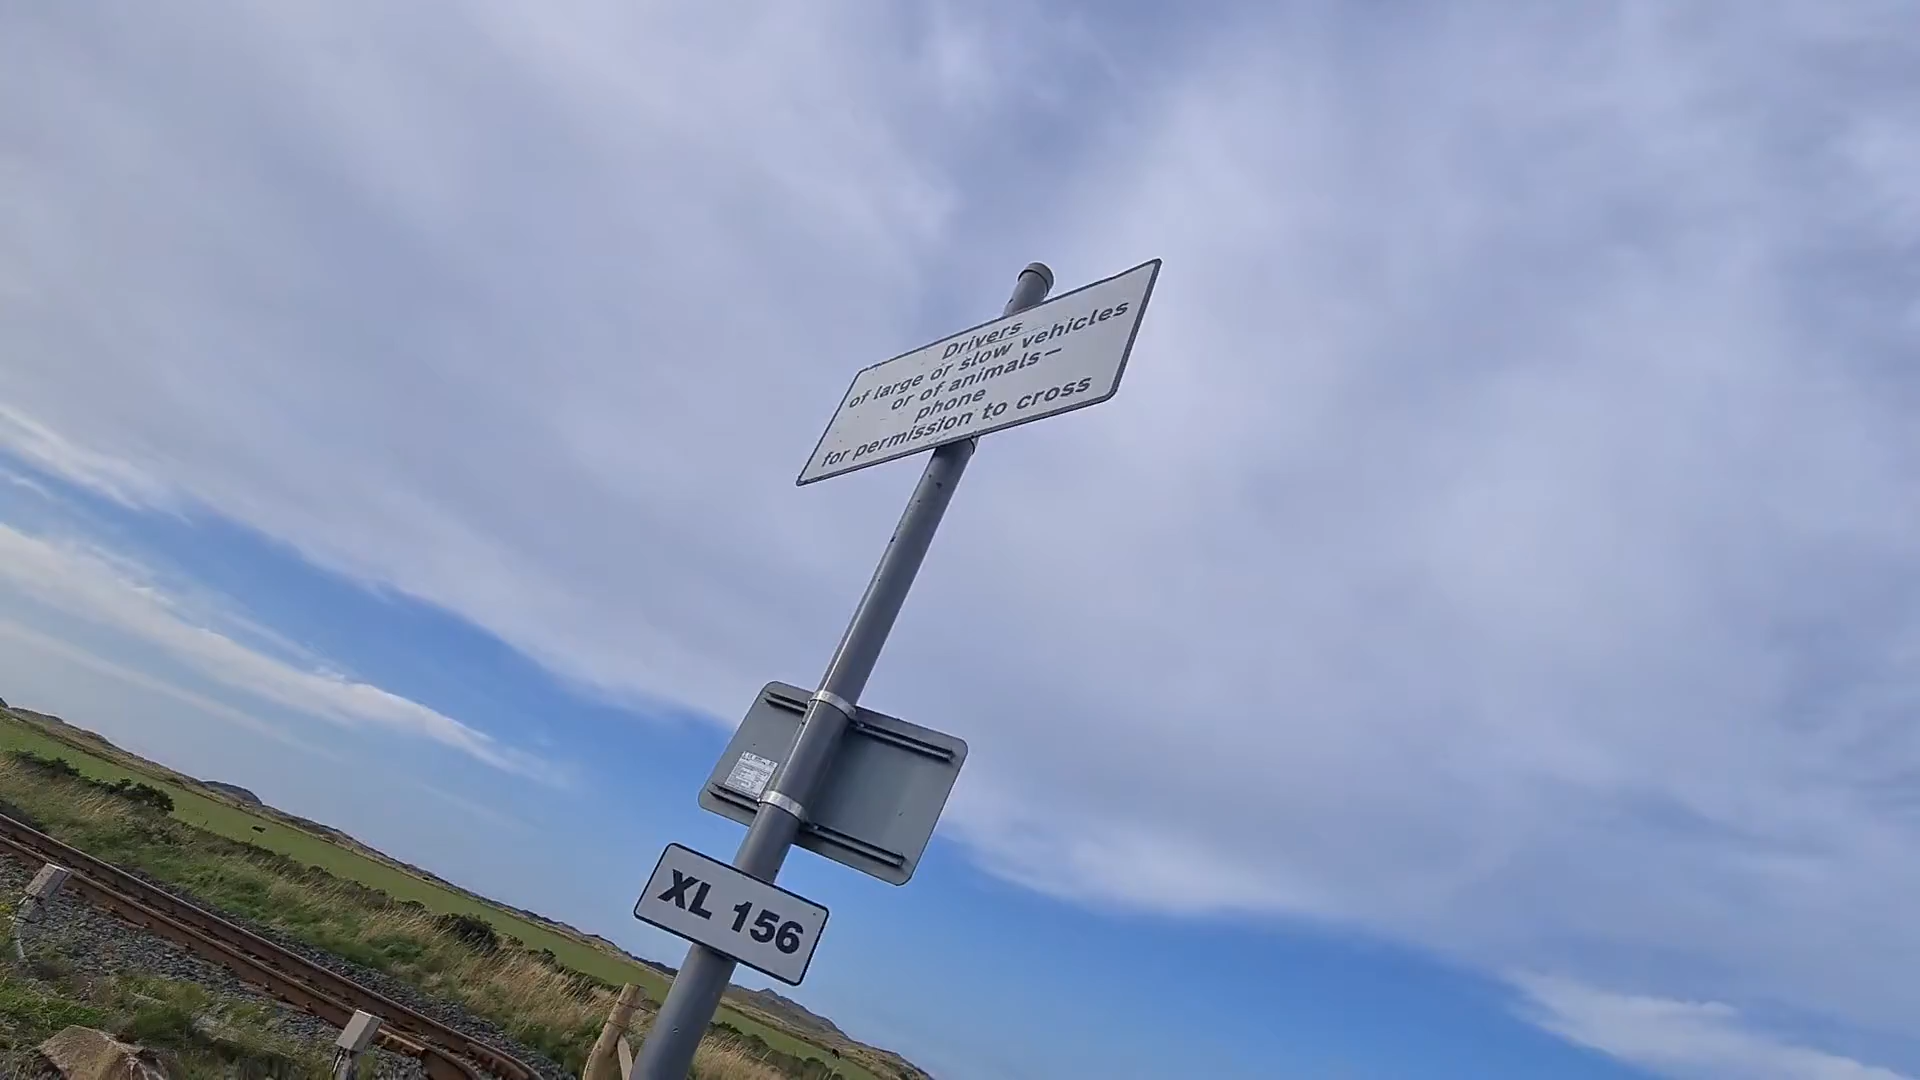 Drivers
of large or slow vehicles
or of animals—
phone
for permission to cross
XL 156